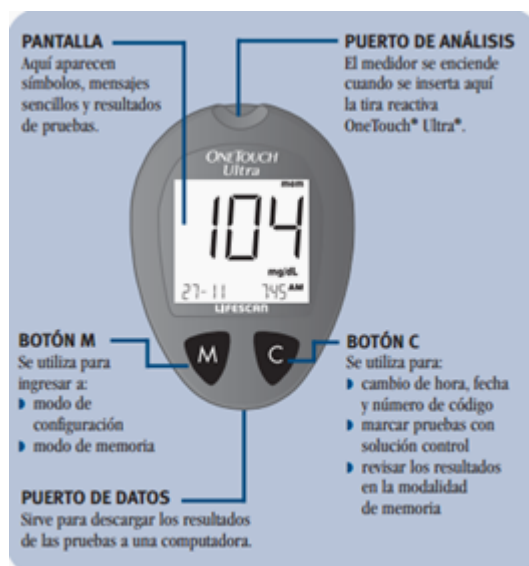 PANTALLA
Aquí aparecen
símbolos, mensajes
sencillos y resultados
de pruebas.
PUERTO DE ANÁLISIS
El medidor se enciende
cuando se inserta aquí
la tira reactiva
OneTouch® Ultra®.
ONETOUCH
Ultra
mem
104
mg/dL
27-11 7:45 AM
LIFESCAN
M
C
BOTÓN M
Se utiliza para
ingresar a:
modo de
configuración
modo de memoria
BOTÓN C
Se utiliza para:
cambio de hora, fecha
y número de código
marcar pruebas con
solución control
revisar los resultados
en la modalidad
de memoria
PUERTO DE DATOS
Sirve para descargar los resultados
de las pruebas a una computadora.